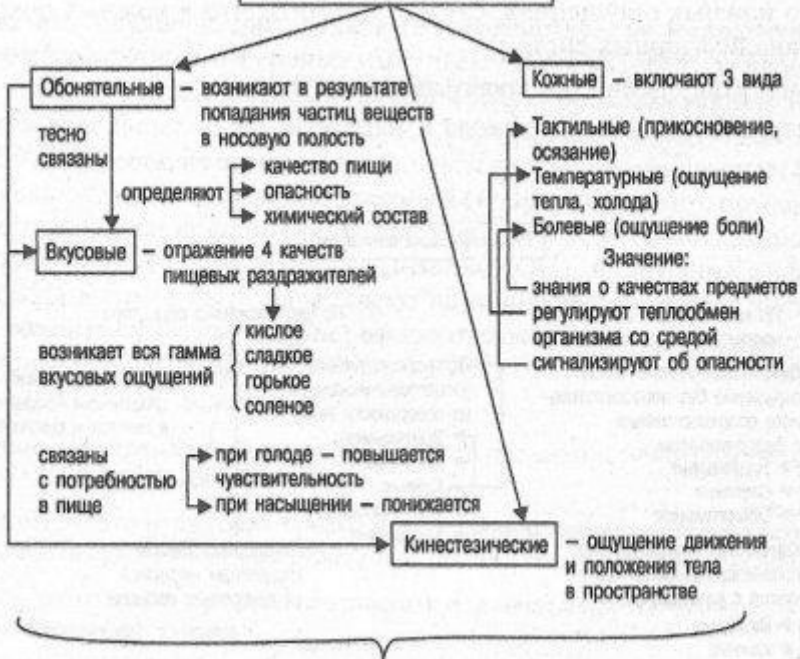 Обонятельные – возникают в результате
попадания частиц веществ
в носовую полость
тесно
связаны
определяют
качество пищи
опасность
химический состав
Вкусовые – отражение 4 качеств
пищевых раздражителей
возникает вся гамма
вкусовых ощущений
кислое
сладкое
горькое
соленое
связаны
с потребностью
в пище
при голоде – повышается
чувствительность
при насыщении – понижается
Кожные – включают 3 вида
Тактильные (прикосновение,
осязание)
Температурные (ощущение
тепла, холода)
Болевые (ощущение боли)
Значение:
знания о качествах предметов
регулируют теплообмен
организма со средой
сигнализируют об опасности
Кинестезические – ощущение движения
и положения тела
в пространстве